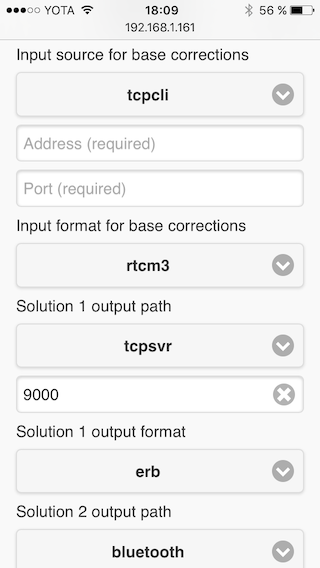 YOTA 18:09 56 %
192.168.1.161
Input source for base corrections
tcpcli
Address (required)
Port (required)
Input format for base corrections
rtcm3
Solution 1 output path
tcpsvr
9000
Solution 1 output format
erb
Solution 2 output path
bluetooth